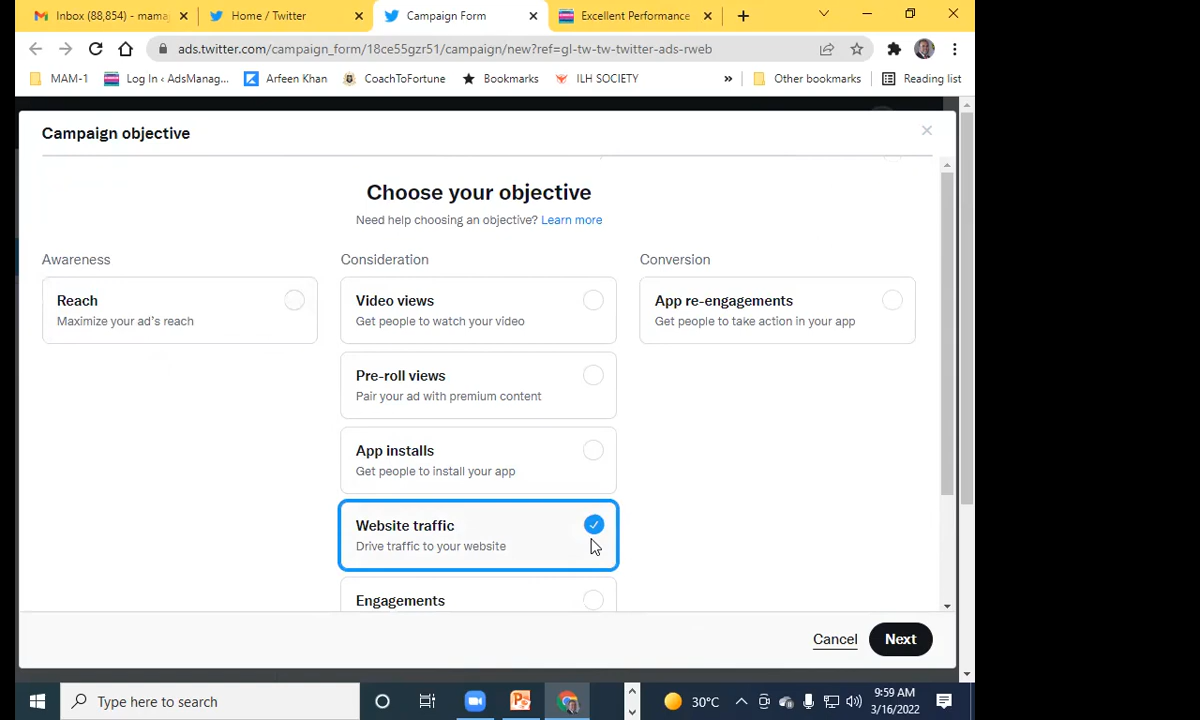 Inbox (88,854) - mamaj
Home / Twitter
Campaign Form
Excellent Performance
ads.twitter.com/campaign_form/18ce55gzr51/campaign/new?ref=gl-tw-tw-twitter-ads-rweb
MAM-1
Log In ‹ AdsManag...
Arfeen Khan
CoachToFortune
Bookmarks
ILH SOCIETY
»
Other bookmarks
Reading list
Campaign objective
Choose your objective
Need help choosing an objective? Learn more
Awareness
Reach
Maximize your ad's reach
Consideration
Video views
Get people to watch your video
Pre-roll views
Pair your ad with premium content
App installs
Get people to install your app
Website traffic
Drive traffic to your website
Engagements
Conversion
App re-engagements
Get people to take action in your app
Cancel
Next
Type here to search
30°C
9:59 AM
3/16/2022